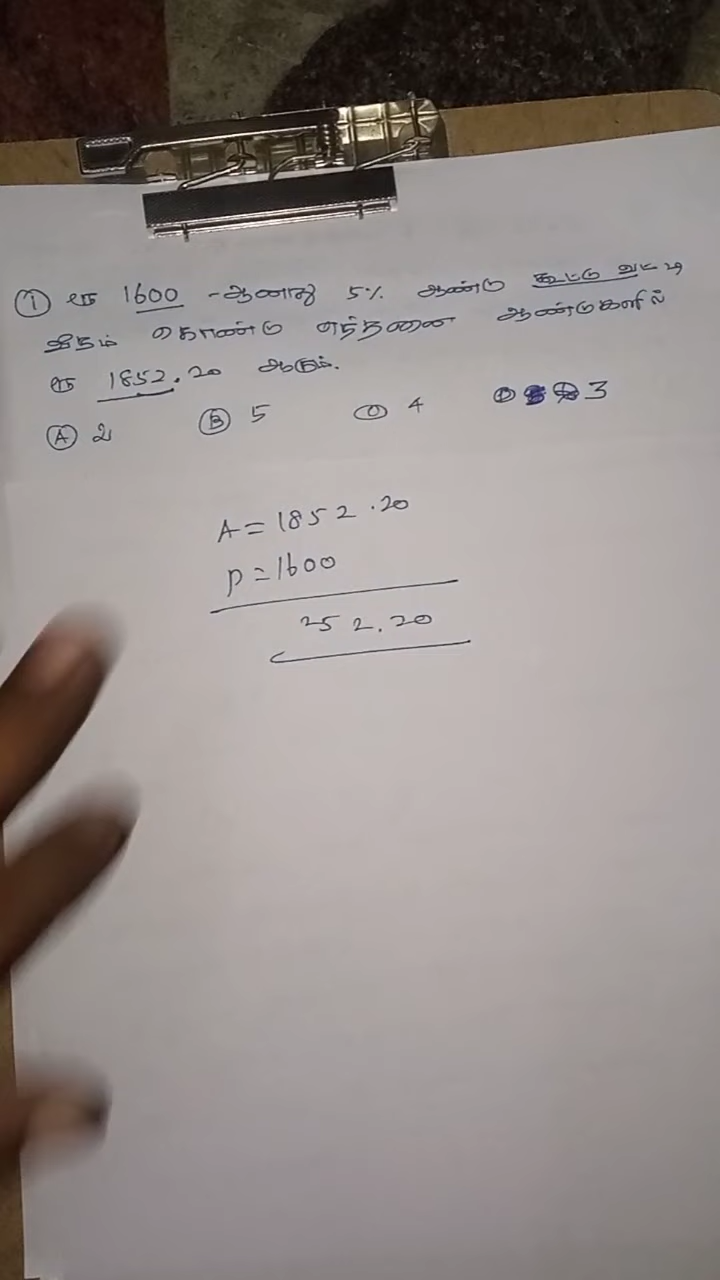 ① ரூ 1600 -ஆனது 5% ஆண்டு கூட்டு வட்டி
வீதம் கொண்டு எத்தனை ஆண்டுகளில்
ரூ 1852.20 ஆகும்.
Ⓐ 2 Ⓑ 5 Ⓒ 4 Ⓓ 3
A = 1852.20
P = 1600
252.20